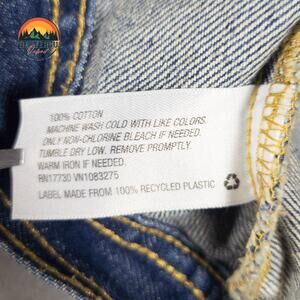 100% COTTON
MACHINE WASH COLD WITH LIKE COLORS.
ONLY NON-CHLORINE BLEACH IF NEEDED.
TUMBLE DRY LOW. REMOVE PROMPTLY.
WARM IRON IF NEEDED.
RN17730 VN1083275
LABEL MADE FROM 100% RECYCLED PLASTIC